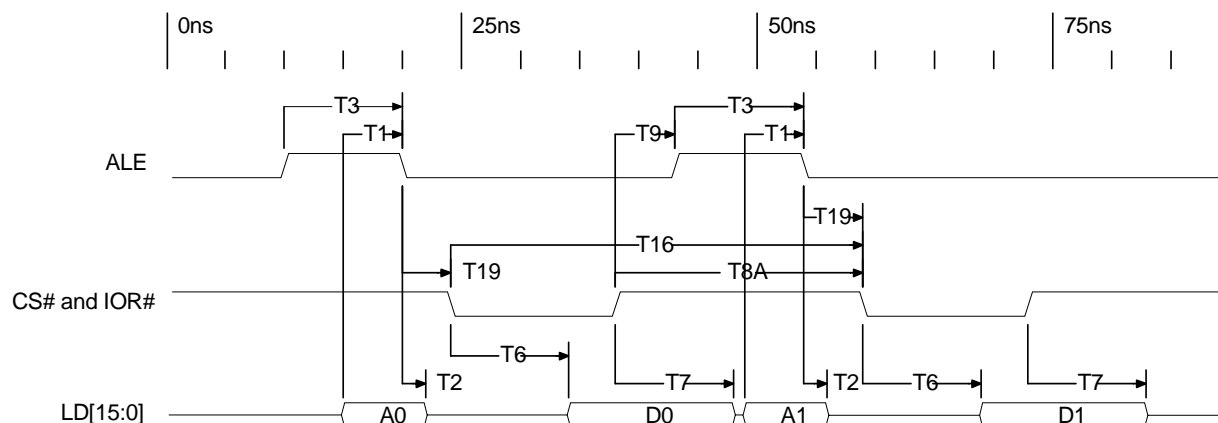 0ns 25ns 50ns 75ns
T3 T3
T1 T9 T1
ALE
T19
T16
T19 T8A
CS# and IOR#
T6
T2 T7 T2 T6 T7
LD[15:0] A0 D0 A1 D1